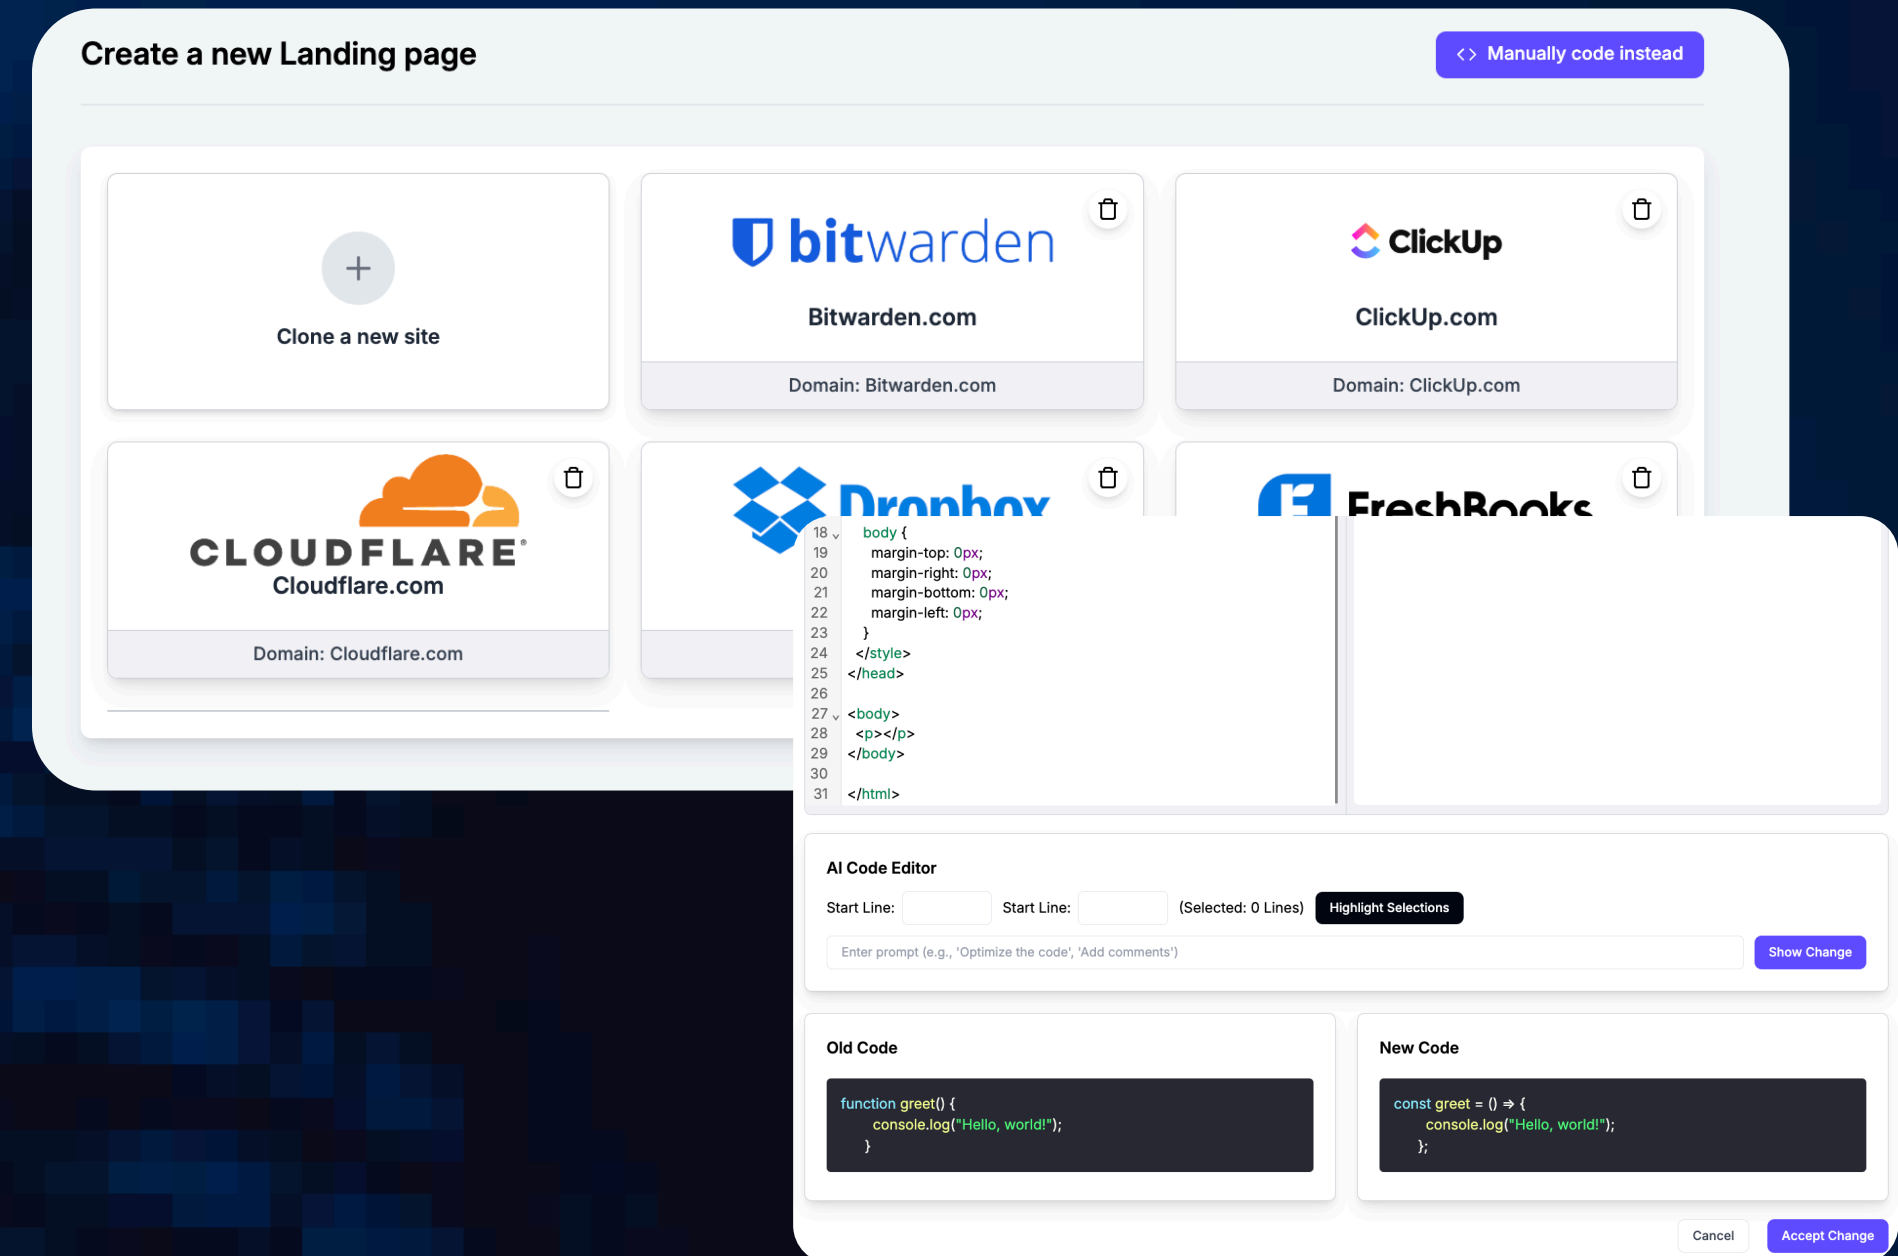 Create a new Landing page
<> Manually code instead
Clone a new site
bitwarden
Bitwarden.com
Domain: Bitwarden.com
ClickUp
ClickUp.com
Domain: ClickUp.com
CLOUDFLARE®
Cloudflare.com
Domain: Cloudflare.com
Dropbox
FreshBooks
18 body {
19 margin-top: 0px;
20 margin-right: 0px;
21 margin-bottom: 0px;
22 margin-left: 0px;
23 }
24 </style>
25 </head>
26
27 <body>
28 <p></p>
29 </body>
30
31 </html>
AI Code Editor
Start Line: Start Line: (Selected: 0 Lines) Highlight Selections
Enter prompt (e.g., 'Optimize the code', 'Add comments') Show Change
Old Code
function greet() {
console.log("Hello, world!");
}
New Code
const greet = () => {
console.log("Hello, world!");
};
Cancel Accept Change